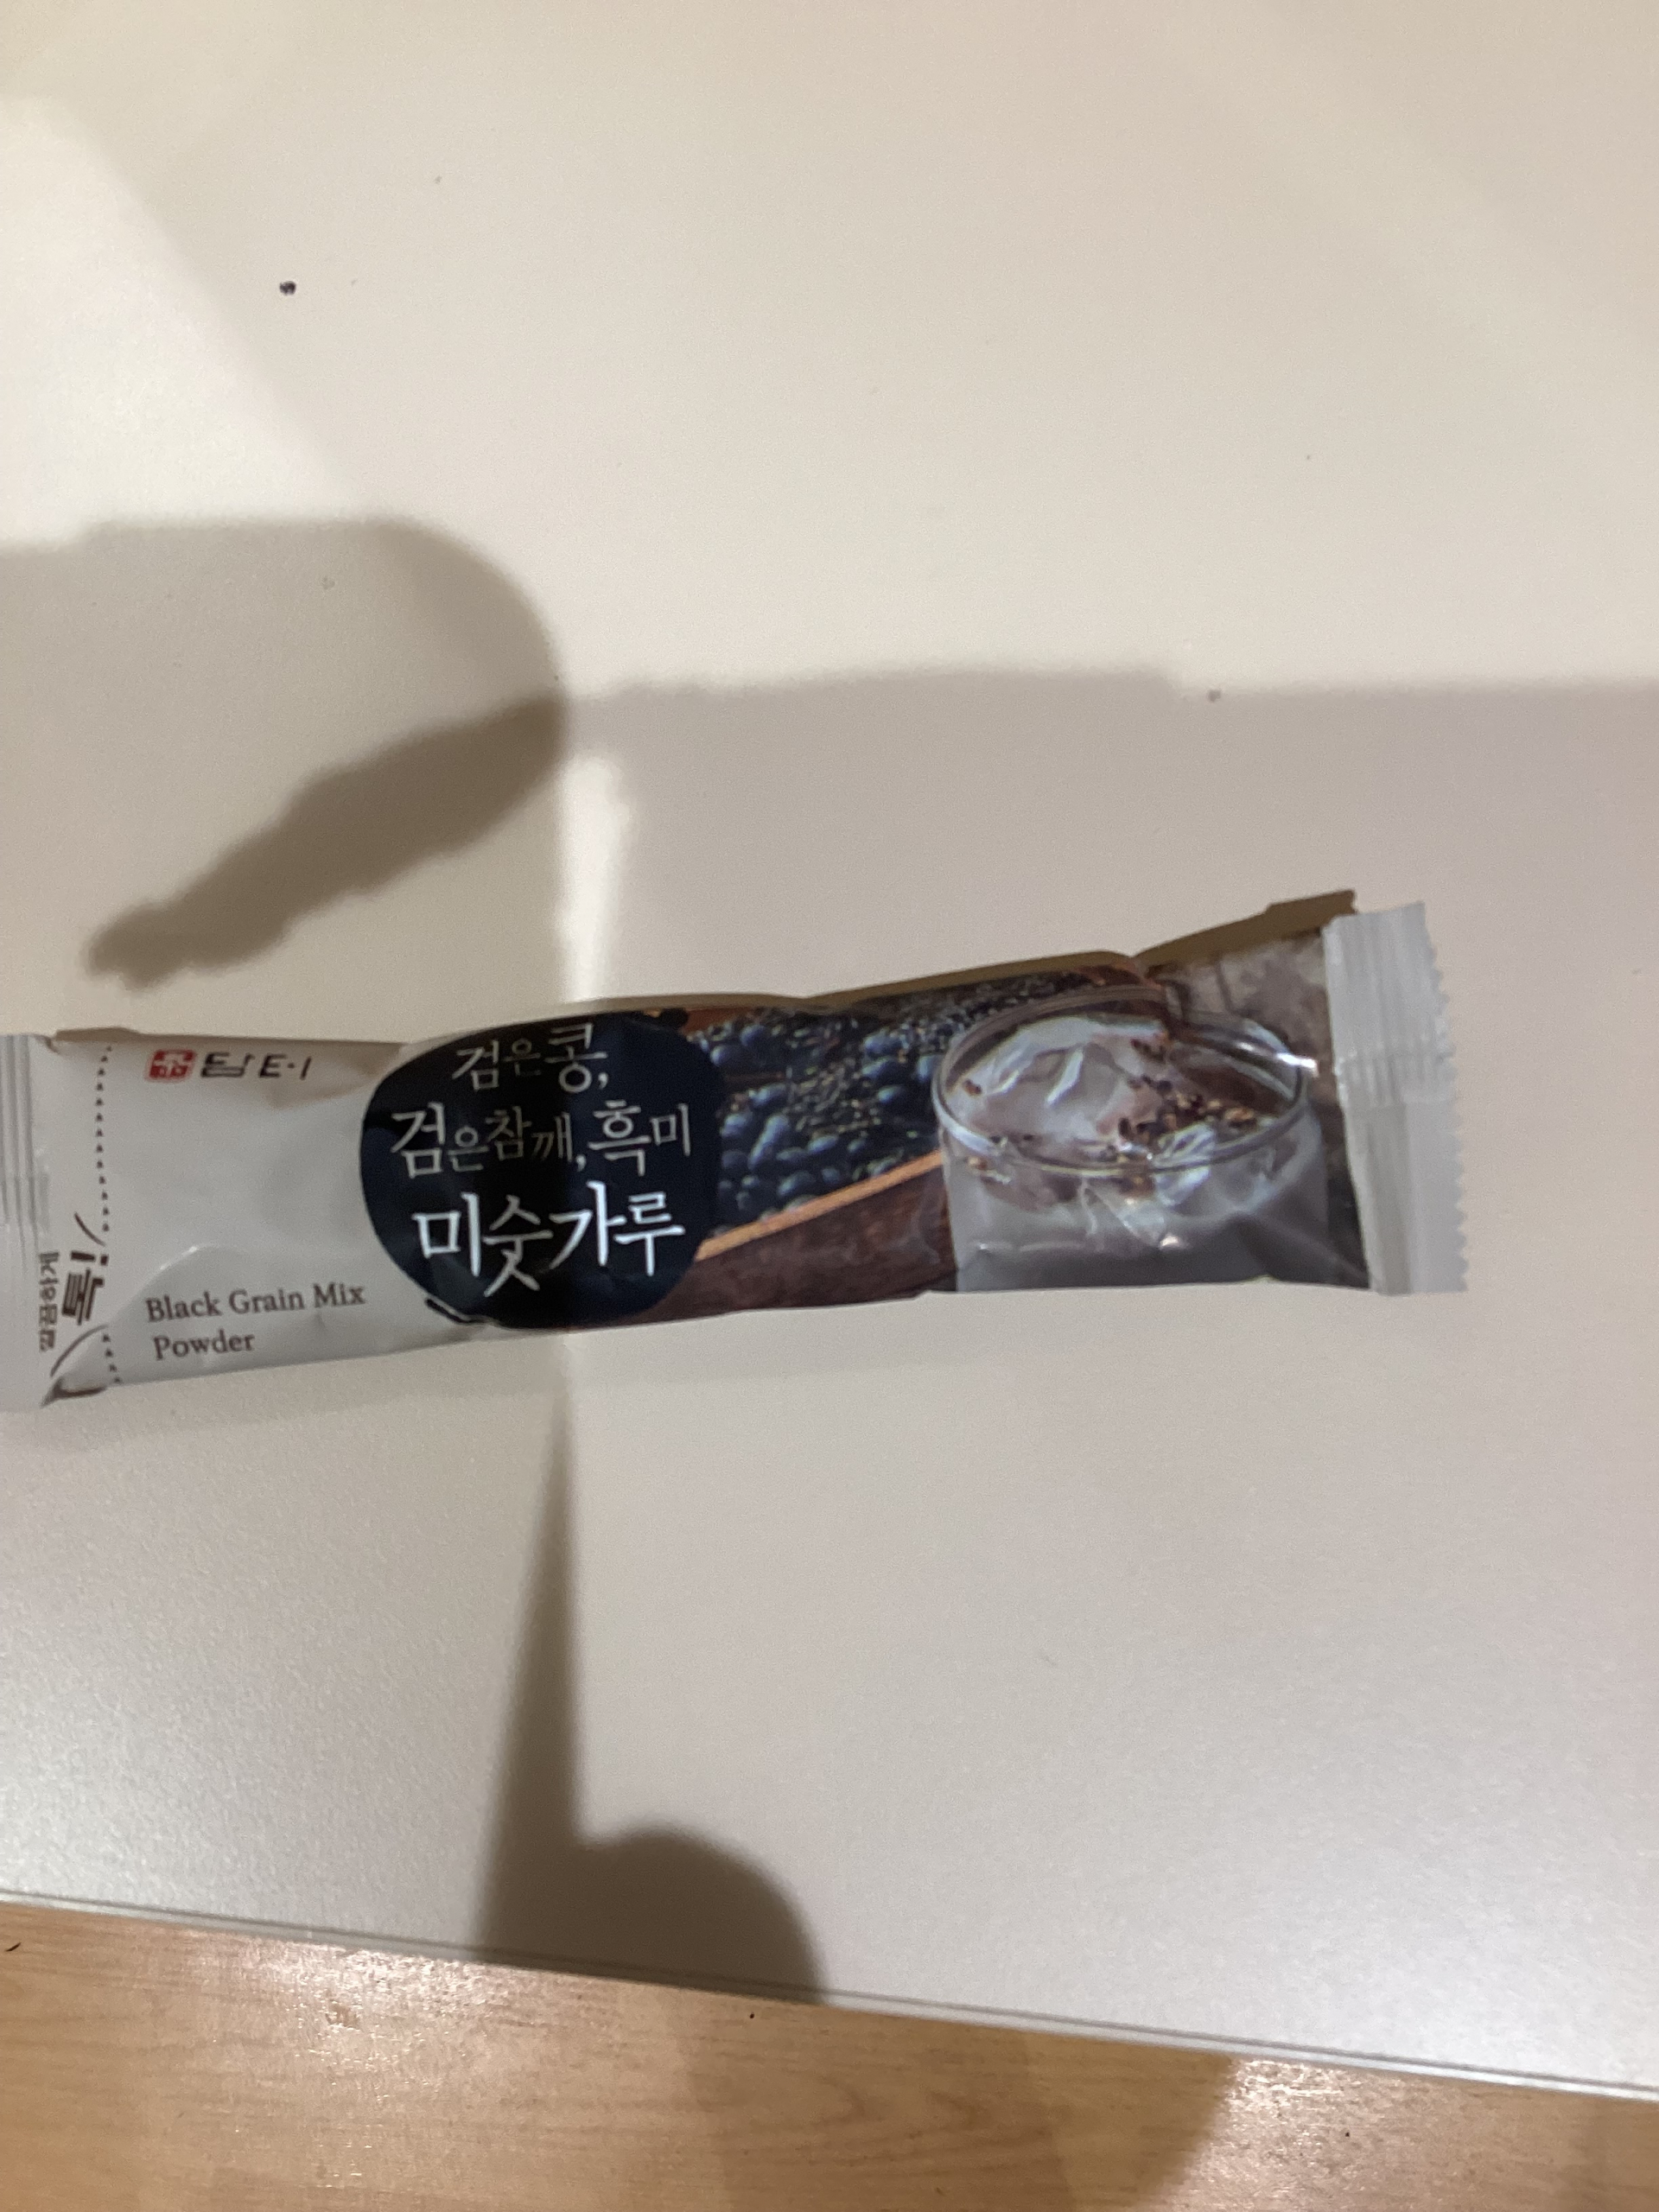 담터
검은콩,
검은참깨,흑미
미숫가루
Black Grain Mix
Powder